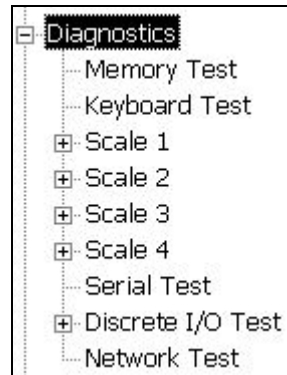 Diagnostics
Memory Test
Keyboard Test
Scale 1
Scale 2
Scale 3
Scale 4
Serial Test
Discrete I/O Test
Network Test